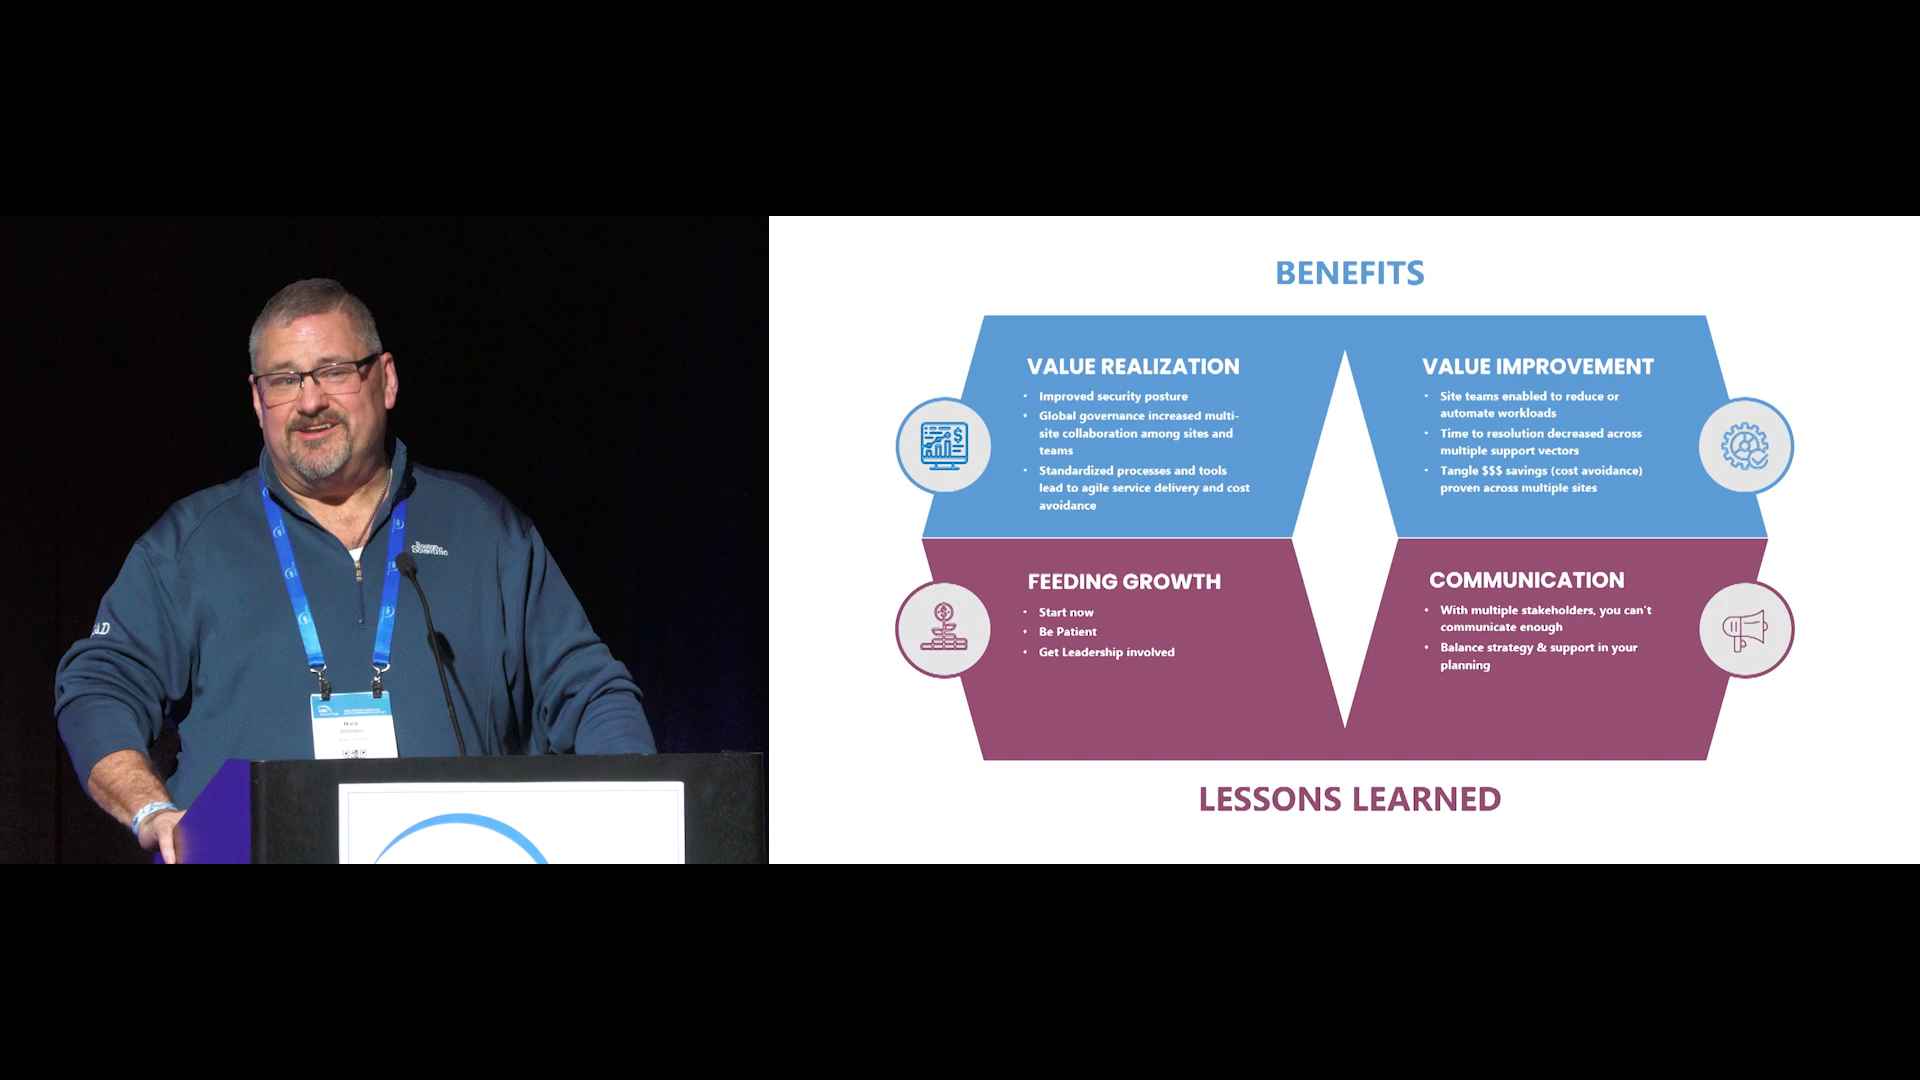 Boston
Scientific
Mark
Johnson
BENEFITS
VALUE REALIZATION
• Improved security posture
• Global governance increased multi-
site collaboration among sites and
teams
• Standardized processes and tools
lead to agile service delivery and cost
avoidance
VALUE IMPROVEMENT
• Site teams enabled to reduce or
automate workloads
• Time to resolution decreased across
multiple support vectors
• Tangle $$$ savings (cost avoidance)
proven across multiple sites
FEEDING GROWTH
• Start now
• Be Patient
• Get Leadership involved
COMMUNICATION
• With multiple stakeholders, you can't
communicate enough
• Balance strategy & support in your
planning
LESSONS LEARNED